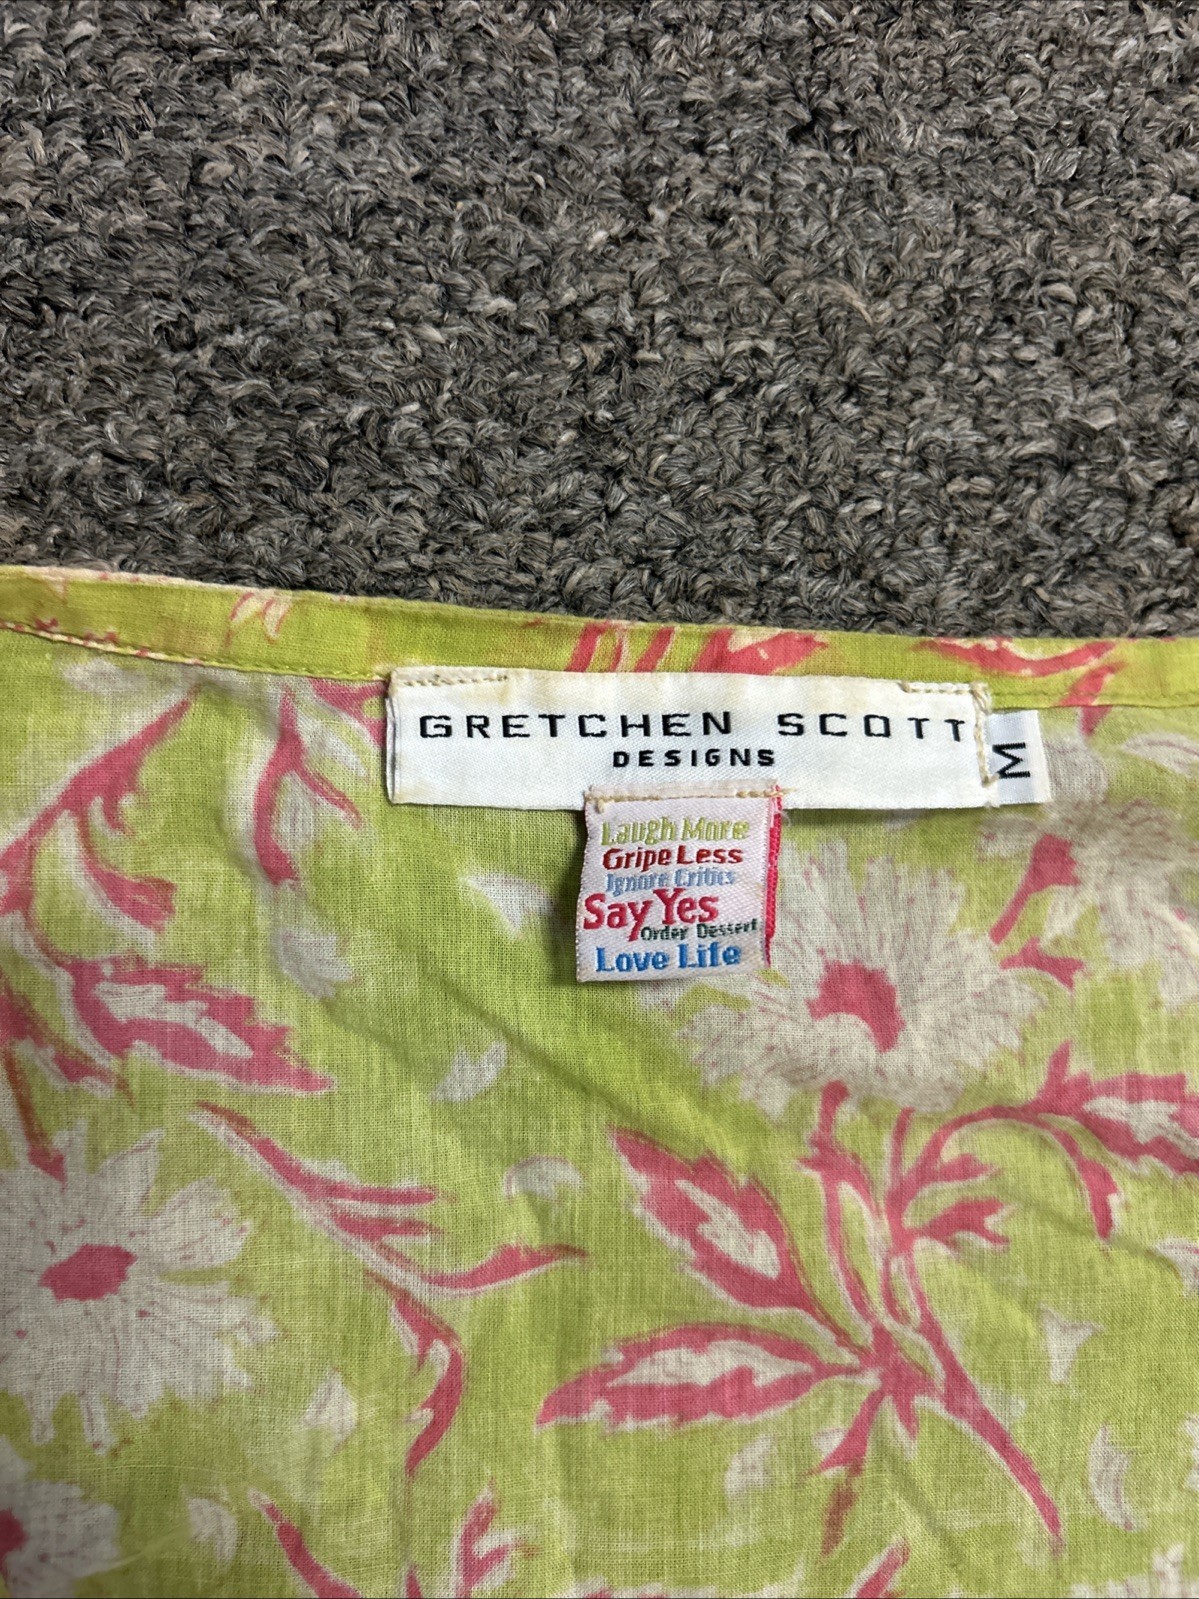 GRETCHEN SCOTT
DESIGNS
M
Laugh More
Gripe Less
Ignore Critics
Say Yes
Order Dessert
Love Life